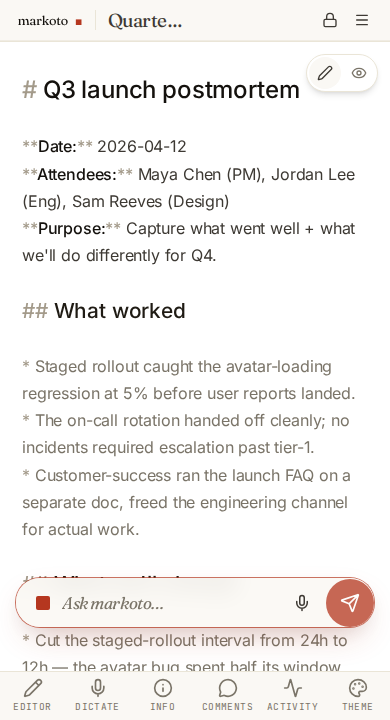 markoto
Quarte...
# Q3 launch postmortem
**Date:** 2026-04-12
**Attendees:** Maya Chen (PM), Jordan Lee
(Eng), Sam Reeves (Design)
**Purpose:** Capture what went well + what
we'll do differently for Q4.
## What worked
* Staged rollout caught the avatar-loading
regression at 5% before user reports landed.
* The on-call rotation handed off cleanly; no
incidents required escalation past tier-1.
* Customer-success ran the launch FAQ on a
separate doc, freed the engineering channel
for actual work.
Ask markoto...
* Cut the staged-rollout interval from 24h to
12h — the avatar bug spent half its window
EDITOR
DICTATE
INFO
COMMENTS
ACTIVITY
THEME